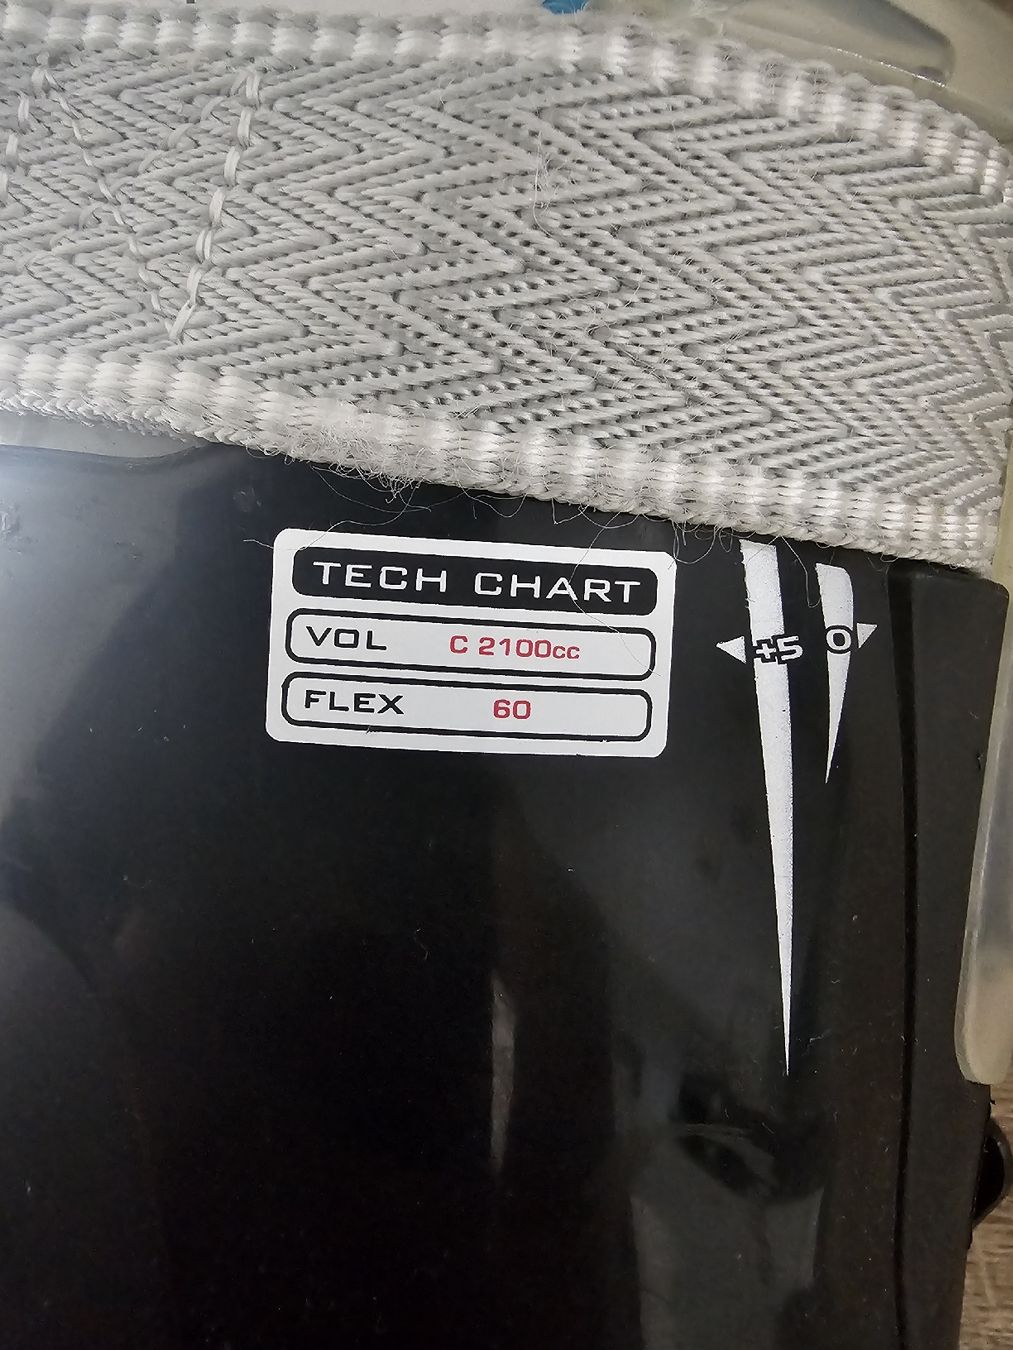 TECH CHART
VOL C 2100cc
FLEX 60
+5 0